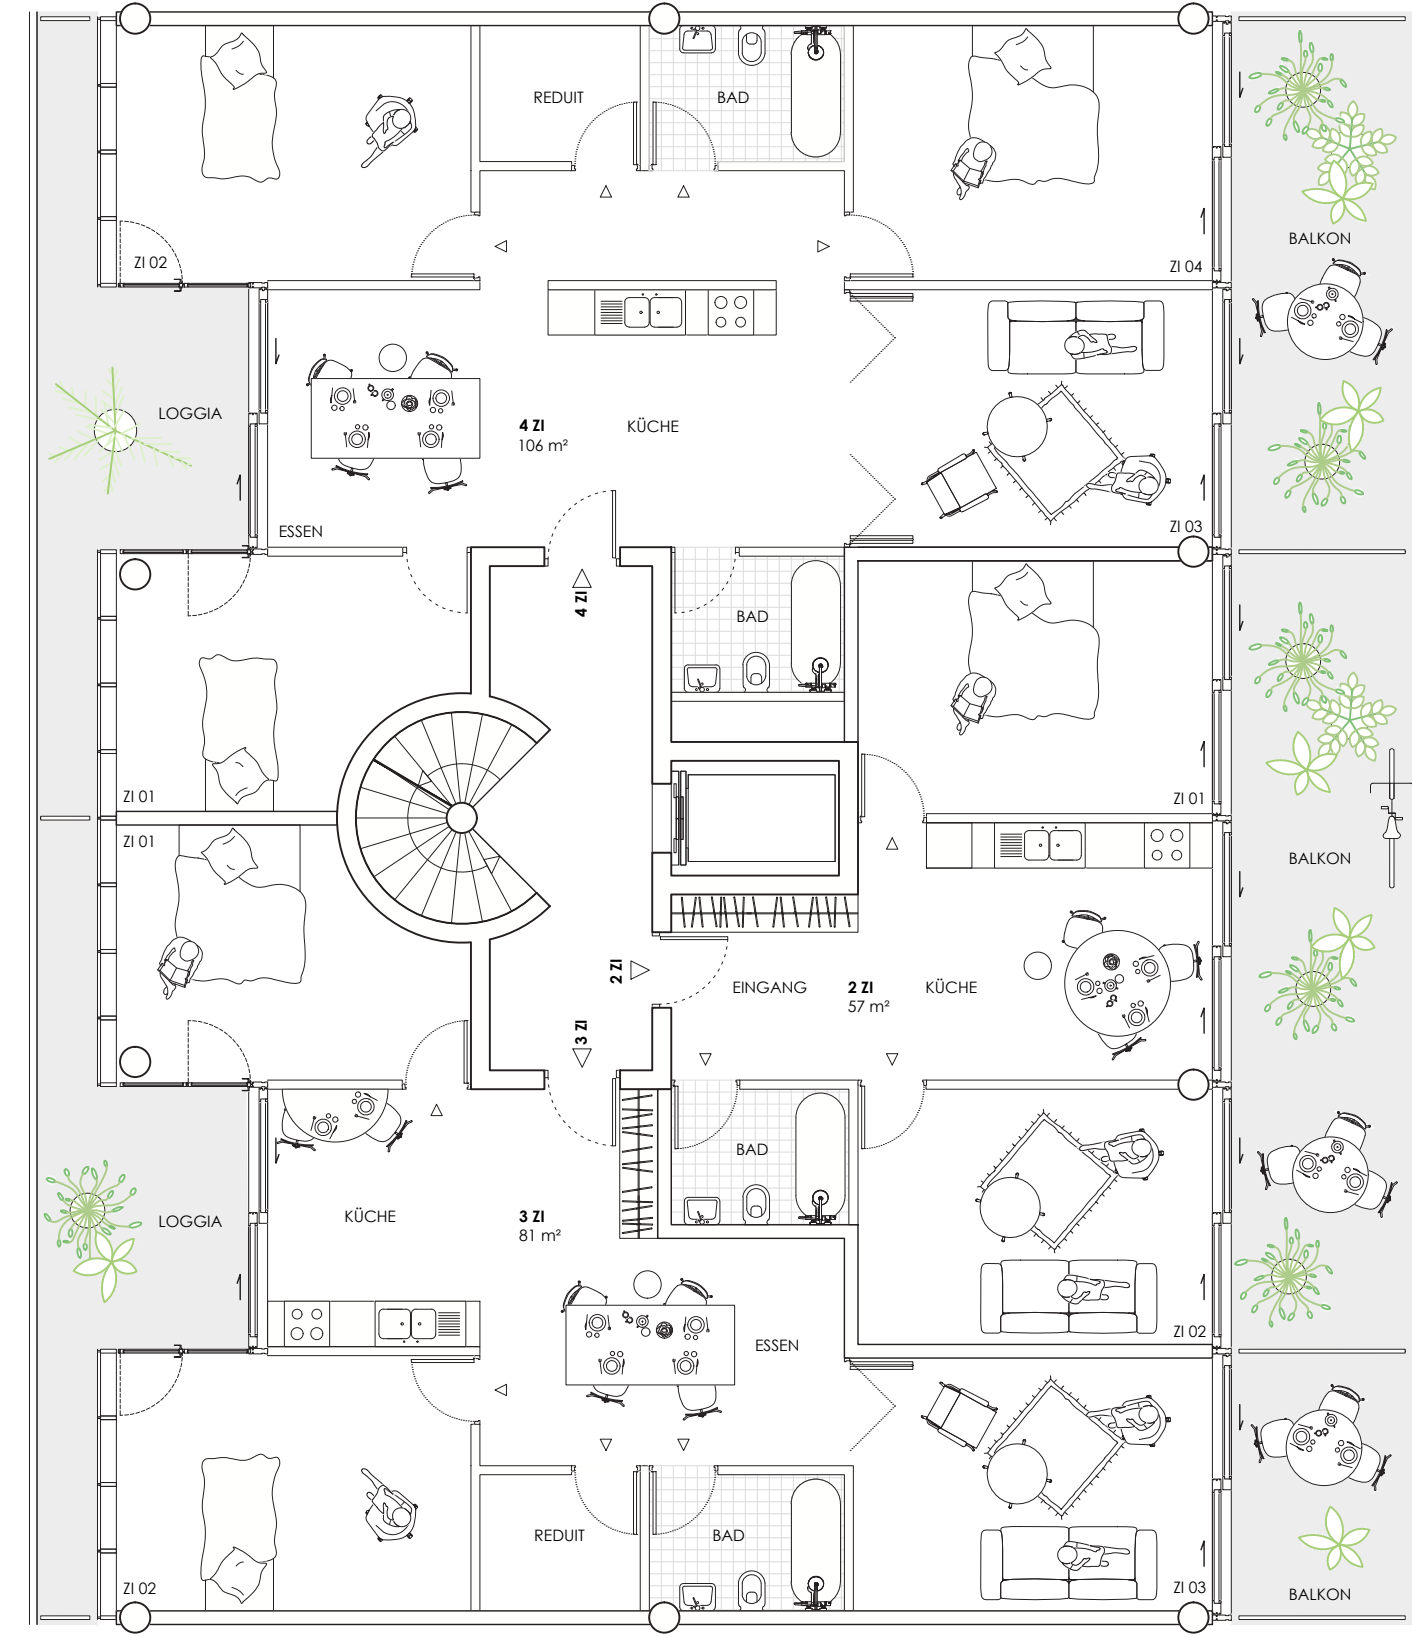 REDUIT
BAD
BALKON
ZI 02
ZI 04
LOGGIA
4 ZI
106 m²
KÜCHE
ESSEN
ZI 03
4 ZI
BAD
ZI 01
ZI 01
ZI 01
BALKON
2 ZI
EINGANG
2 ZI
57 m²
KÜCHE
3 ZI
BAD
LOGGIA
KÜCHE
3 ZI
81 m²
ZI 02
ESSEN
REDUIT
BAD
ZI 02
ZI 03
BALKON